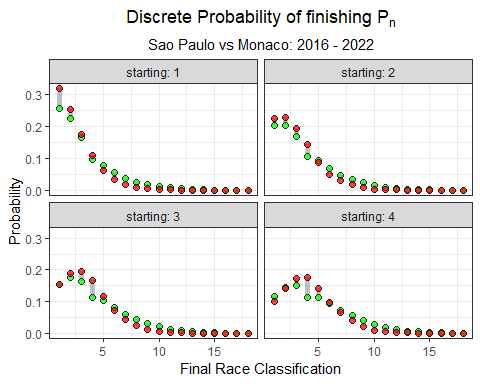 Discrete Probability of finishing Pn
Sao Paulo vs Monaco: 2016 - 2022
starting: 1
starting: 2
0.3
0.2
0.1
0.0
starting: 3
starting: 4
0.3
0.2
0.1
0.0
Probability
5
10
15
5
10
15
Final Race Classification